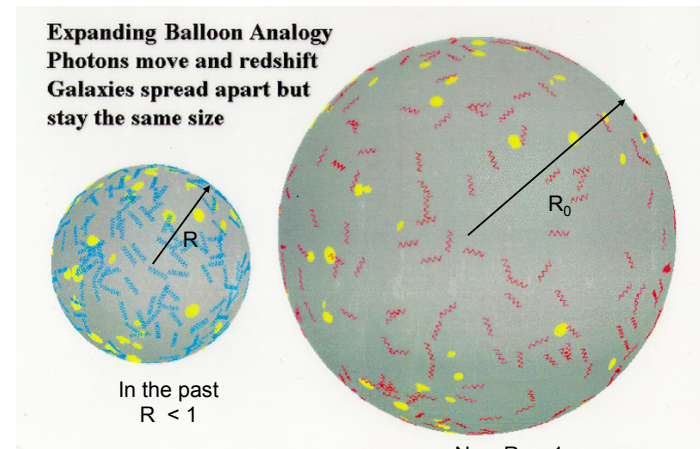 Expanding Balloon Analogy
Photons move and redshift
Galaxies spread apart but
stay the same size
R
R0
In the past
R < 1